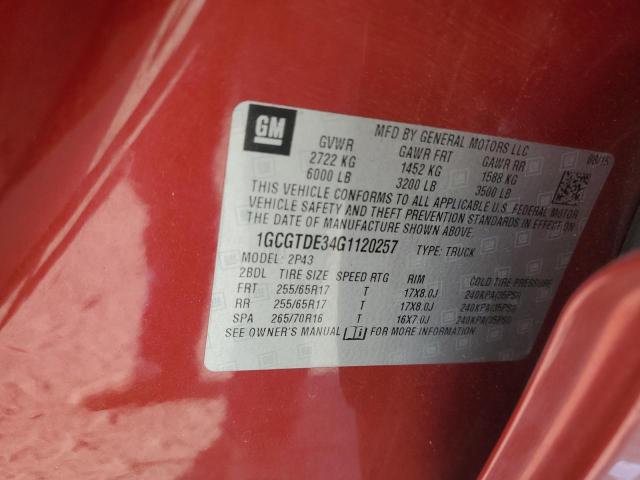 GM
MFD BY GENERAL MOTORS LLC 08/15
GVWR GAWR FRT GAWR RR
2722 KG 1452 KG 1588 KG
6000 LB 3200 LB 3500 LB
THIS VEHICLE CONFORMS TO ALL APPLICABLE U.S. FEDERAL MOTOR
VEHICLE SAFETY AND THEFT PREVENTION STANDARDS IN EFFECT ON
THE DATE OF MANUFACTURE SHOWN ABOVE.
1GCGTDE34G1120257 TYPE: TRUCK
MODEL: 2P43
2BDL TIRE SIZE SPEED RTG RIM COLD TIRE PRESSURE
FRT 255/65R17 T 17X8.0J 240KPA(35PSI)
RR 255/65R17 T 17X8.0J 240KPA(35PSI)
SPA 265/70R16 T 16X7.0J 240KPA(35PSI)
SEE OWNER'S MANUAL FOR MORE INFORMATION